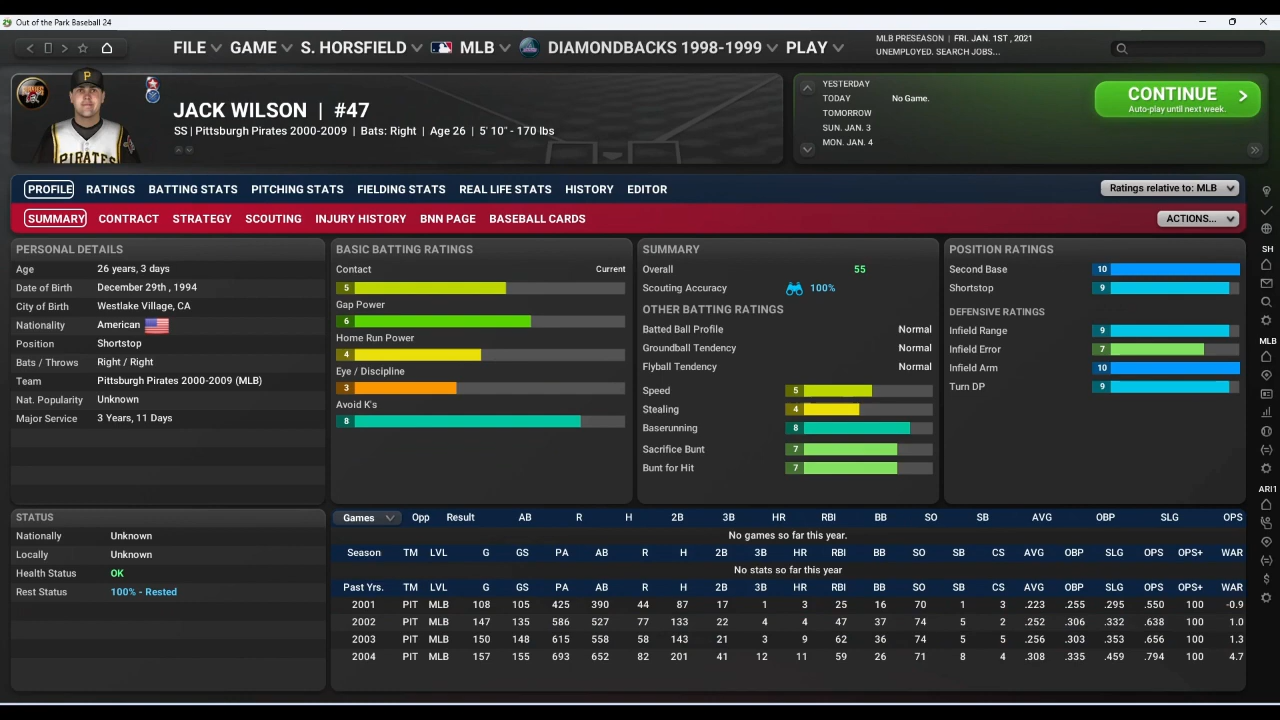 Out of the Park Baseball 24
FILE GAME S. HORSFIELD MLB DIAMONDBACKS 1998-1999 PLAY
MLB PRESEASON | FRI. JAN. 1ST , 2021
UNEMPLOYED. SEARCH JOBS...
P
PIRATES
JACK WILSON | #47
SS | Pittsburgh Pirates 2000-2009 | Bats: Right | Age 26 | 5' 10" - 170 lbs
YESTERDAY
TODAY No Game.
TOMORROW
SUN. JAN. 3
MON. JAN. 4
CONTINUE
Auto-play until next week.
PROFILE RATINGS BATTING STATS PITCHING STATS FIELDING STATS REAL LIFE STATS HISTORY EDITOR
Ratings relative to: MLB
SUMMARY CONTRACT STRATEGY SCOUTING INJURY HISTORY BNN PAGE BASEBALL CARDS
ACTIONS...
PERSONAL DETAILS
Age 26 years, 3 days
Date of Birth December 29th , 1994
City of Birth Westlake Village, CA
Nationality American
Position Shortstop
Bats / Throws Right / Right
Team Pittsburgh Pirates 2000-2009 (MLB)
Nat. Popularity Unknown
Major Service 3 Years, 11 Days
BASIC BATTING RATINGS
Contact Current
5
Gap Power
6
Home Run Power
4
Eye / Discipline
3
Avoid K's
8
SUMMARY
Overall 55
Scouting Accuracy 100%
OTHER BATTING RATINGS
Batted Ball Profile Normal
Groundball Tendency Normal
Flyball Tendency Normal
Speed 5
Stealing 4
Baserunning 8
Sacrifice Bunt 7
Bunt for Hit 7
POSITION RATINGS
Second Base 10
Shortstop 9
DEFENSIVE RATINGS
Infield Range 9
Infield Error 7
Infield Arm 10
Turn DP 9
SH
MLB
ARI1
STATUS
Nationally Unknown
Locally Unknown
Health Status OK
Rest Status 100% - Rested
Games Opp Result AB R H 2B 3B HR RBI BB SO SB AVG OBP SLG OPS
No games so far this year.
Season TM LVL G GS PA AB R H 2B 3B HR RBI BB SO SB CS AVG OBP SLG OPS OPS+ WAR
No stats so far this year
Past Yrs. TM LVL G GS PA AB R H 2B 3B HR RBI BB SO SB CS AVG OBP SLG OPS OPS+ WAR
2001 PIT MLB 108 105 425 390 44 87 17 1 3 25 16 70 1 3 .223 .255 .295 .550 100 -0.9
2002 PIT MLB 147 135 586 527 77 133 22 4 4 47 37 74 5 2 .252 .306 .332 .638 100 1.0
2003 PIT MLB 150 148 615 558 58 143 21 3 9 62 36 74 5 5 .256 .303 .353 .656 100 1.3
2004 PIT MLB 157 155 693 652 82 201 41 12 11 59 26 71 8 4 .308 .335 .459 .794 100 4.7